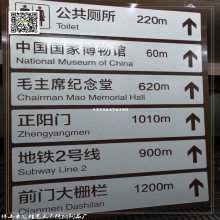 公共厕所 220m
Toilet
中国国家博物馆 60m
National Museum of China
毛主席纪念堂 620m
Chairman Mao Memorial Hall
正阳门 1010m
Zhengyangmen
地铁2号线 900m
Subway Line 2
前门大栅栏 1200m
Qianmen Dashilan